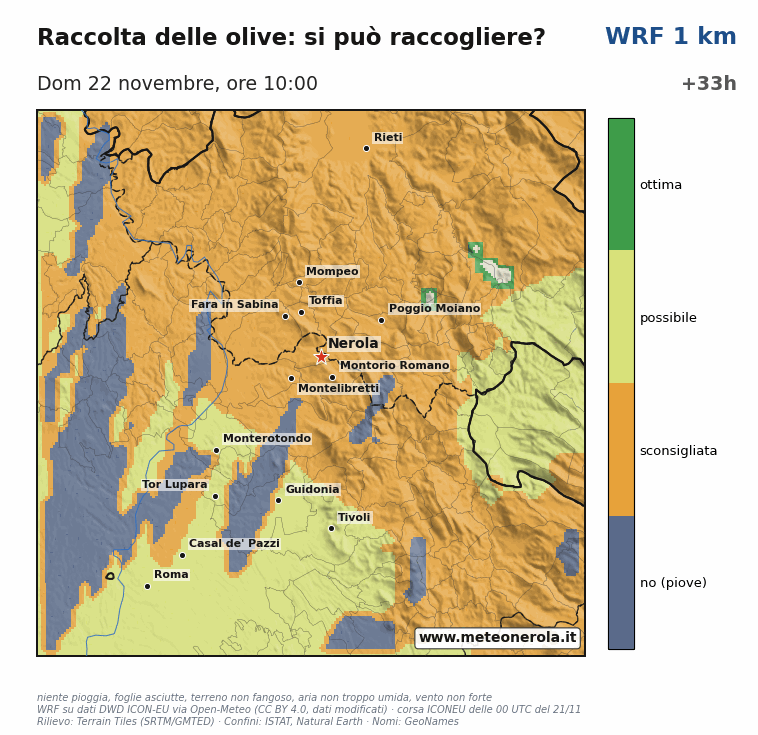 Raccolta delle olive: si può raccogliere?
WRF 1 km
Dom 22 novembre, ore 10:00
+33h
Rieti
Mompeo
Fara in Sabina
Toffia
Poggio Moiano
Nerola
Montorio Romano
Montelibretti
Monterotondo
Tor Lupara
Guidonia
Tivoli
Casal de' Pazzi
Roma
www.meteonerola.it
ottima
possibile
sconsigliata
no (piove)
niente pioggia, foglie asciutte, terreno non fangoso, aria non troppo umida, vento non forte
WRF su dati DWD ICON-EU via Open-Meteo (CC BY 4.0, dati modificati) · corsa ICONEU delle 00 UTC del 21/11
Rilievo: Terrain Tiles (SRTM/GMTED) · Confini: ISTAT, Natural Earth · Nomi: GeoNames